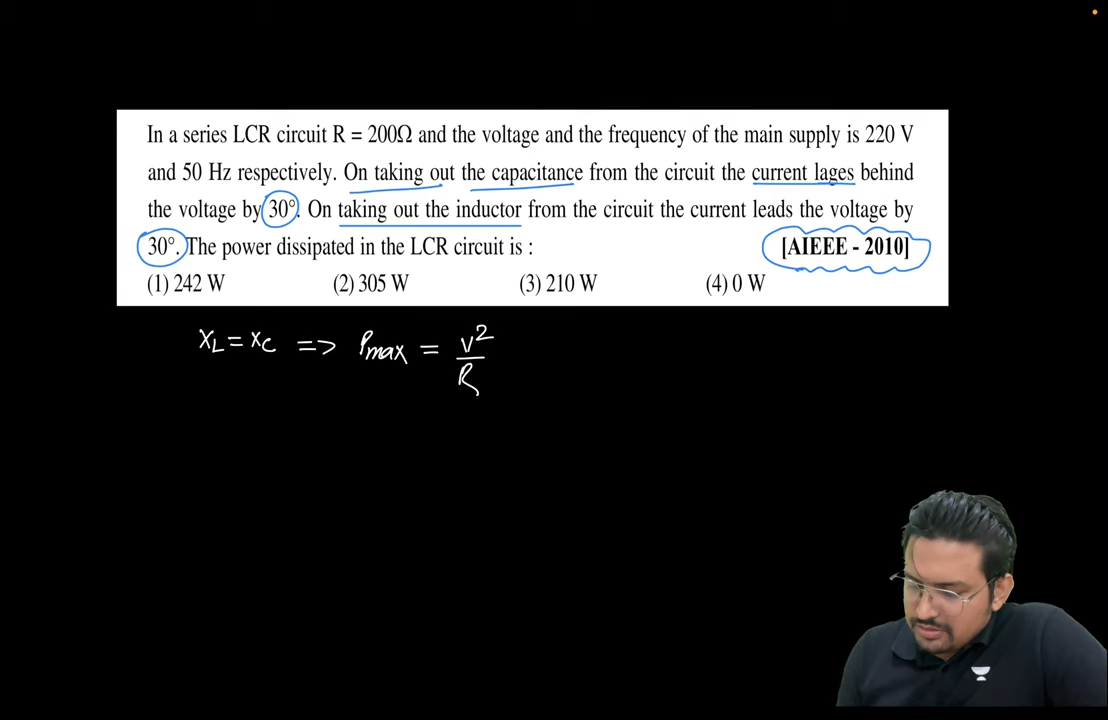 In a series LCR circuit R = 200Ω and the voltage and the frequency of the main supply is 220 V
and 50 Hz respectively. On taking out the capacitance from the circuit the current lages behind
the voltage by 30°. On taking out the inductor from the circuit the current leads the voltage by
30°. The power dissipated in the LCR circuit is : [AIEEE - 2010]
(1) 242 W (2) 305 W (3) 210 W (4) 0 W
XL = XC => Pmax = V²/R